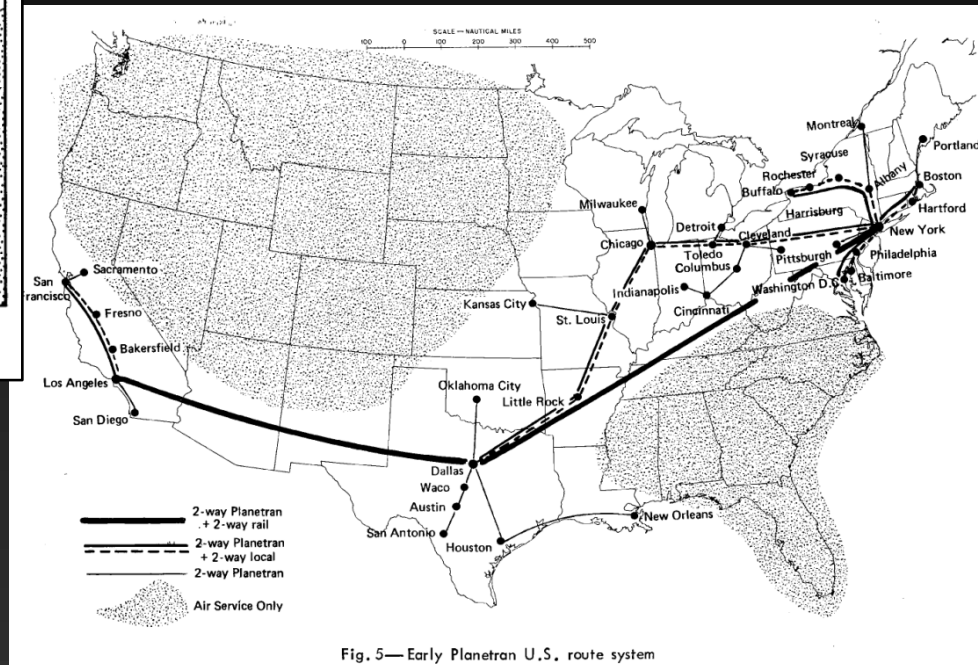 SCALE — NAUTICAL MILES
100 0 100 200 300 400 500
Montreal
Portland
Syracuse
Rochester
Albany
Boston
Buffalo
Milwaukee
Hartford
Harrisburg
Detroit
Cleveland
New York
Chicago
Toledo
Philadelphia
Columbus
Pittsburgh
Sacramento
San
Francisco
Washington D.C.
Baltimore
Indianapolis
Kansas City
Cincinnati
Fresno
St. Louis
Bakersfield
Los Angeles
Oklahoma City
Little Rock
San Diego
Dallas
Waco
Austin
New Orleans
San Antonio
Houston
2-way Planetran
+ 2-way rail
2-way Planetran
+ 2-way local
2-way Planetran
Air Service Only
Fig. 5—Early Planetran U.S. route system